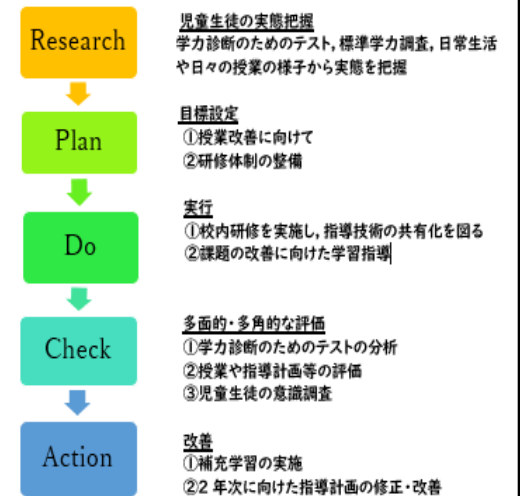 Research
児童生徒の実態把握
学力診断のためのテスト,標準学力調査,日常生活
や日々の授業の様子から実態を把握
Plan
目標設定
①授業改善に向けて
②研修体制の整備
Do
実行
①校内研修を実施し,指導技術の共有化を図る
②課題の改善に向けた学習指導
Check
多面的・多角的な評価
①学力診断のためのテストの分析
②授業や指導計画等の評価
③児童生徒の意識調査
Action
改善
①補充学習の実施
②2年次に向けた指導計画の修正・改善